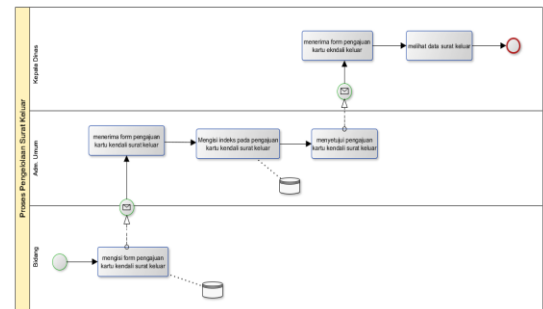 Proses Pengelolaan Surat Keluar
Kepala Dinas
menerima form pengajuan
kartu ekndali keluar
melihat data surat keluar
Adm. Umum
menerima form pengajuan
kartu kendali surat keluar
Mengisi indeks pada pengajuan
kartu kendali surat keluar
menyetujui pengajuan
kartu kendali surat keluar
Bidang
mengisi form pengajuan
kartu kendali surat keluar